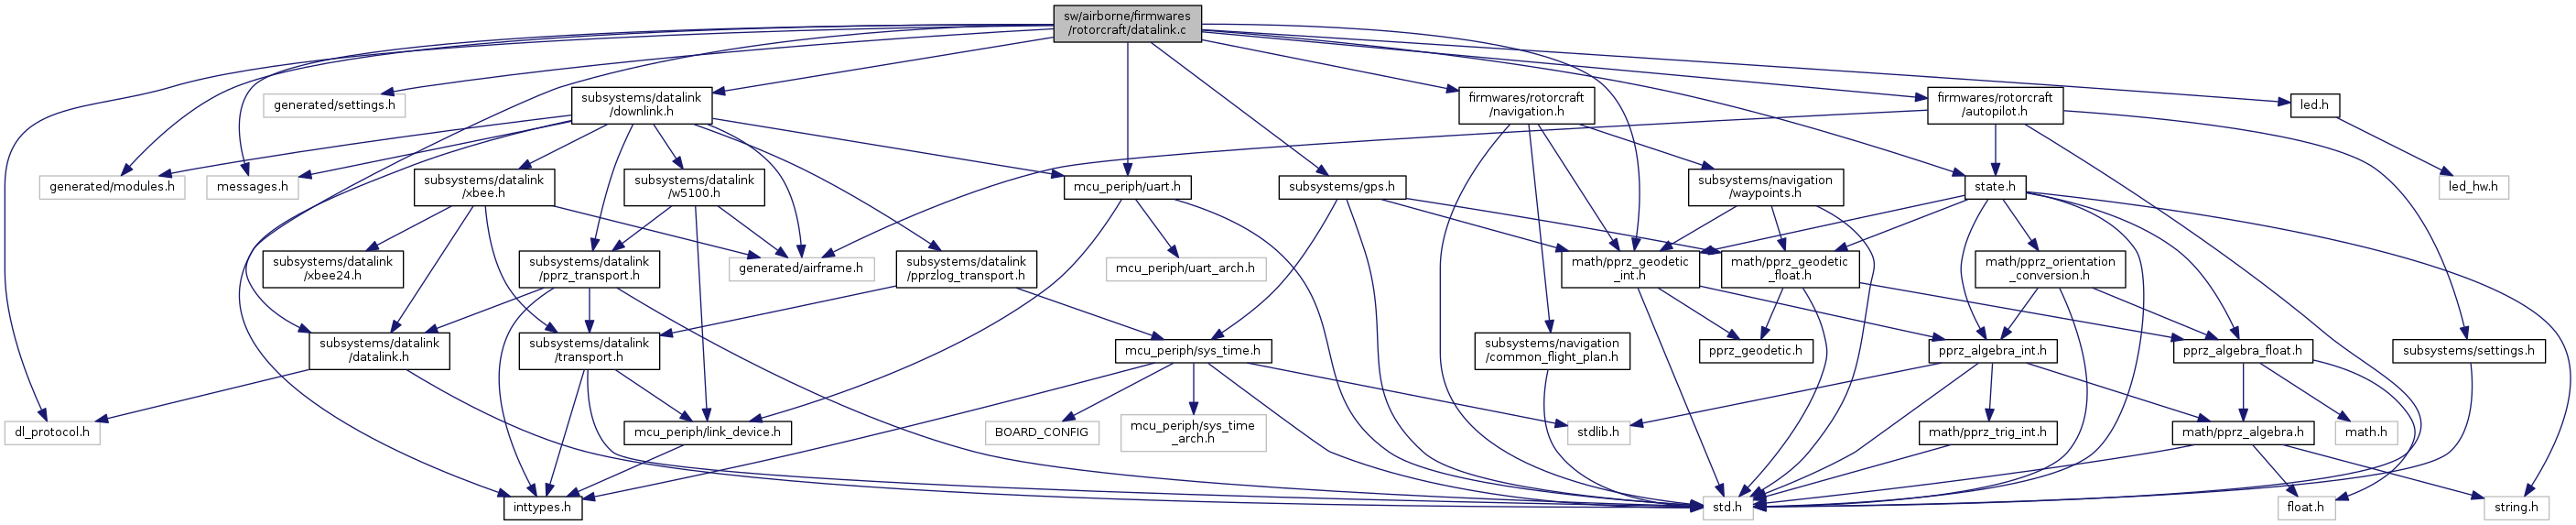 sw/airborne/firmwares
/rotorcraft/datalink.c
generated/settings.h
subsystems/datalink
/downlink.h
firmwares/rotorcraft
/navigation.h
firmwares/rotorcraft
/autopilot.h
led.h
generated/modules.h
messages.h
subsystems/datalink
/xbee.h
subsystems/datalink
/w5100.h
mcu_periph/uart.h
subsystems/gps.h
subsystems/navigation
/waypoints.h
state.h
led_hw.h
subsystems/datalink
/xbee24.h
subsystems/datalink
/pprz_transport.h
generated/airframe.h
subsystems/datalink
/pprzlog_transport.h
mcu_periph/uart_arch.h
math/pprz_geodetic
_int.h
math/pprz_geodetic
_float.h
math/pprz_orientation
_conversion.h
subsystems/datalink
/datalink.h
subsystems/datalink
/transport.h
mcu_periph/sys_time.h
subsystems/navigation
/common_flight_plan.h
pprz_geodetic.h
pprz_algebra_int.h
pprz_algebra_float.h
subsystems/settings.h
dl_protocol.h
mcu_periph/link_device.h
BOARD_CONFIG
mcu_periph/sys_time
_arch.h
stdlib.h
math/pprz_trig_int.h
math/pprz_algebra.h
math.h
inttypes.h
std.h
float.h
string.h